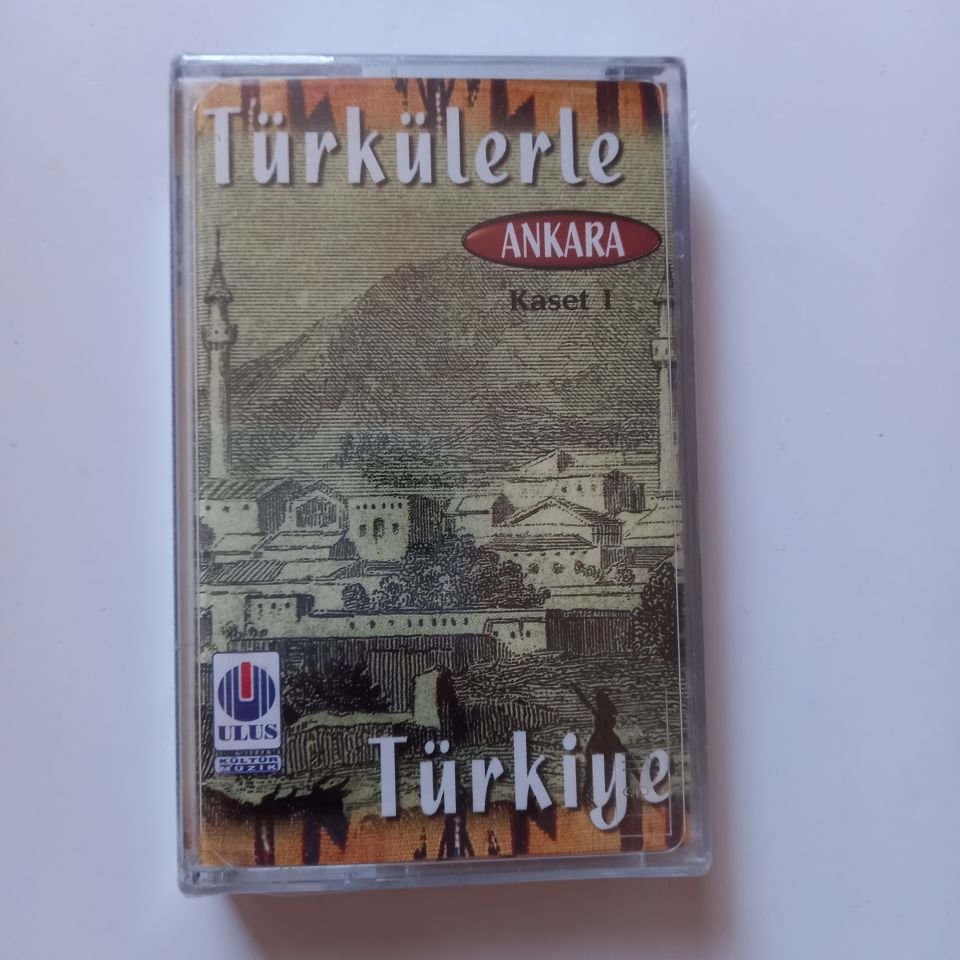 Türkülerle
ANKARA
Kaset 1
ULUS
KÜLTÜR
MÜZİK
Türkiye